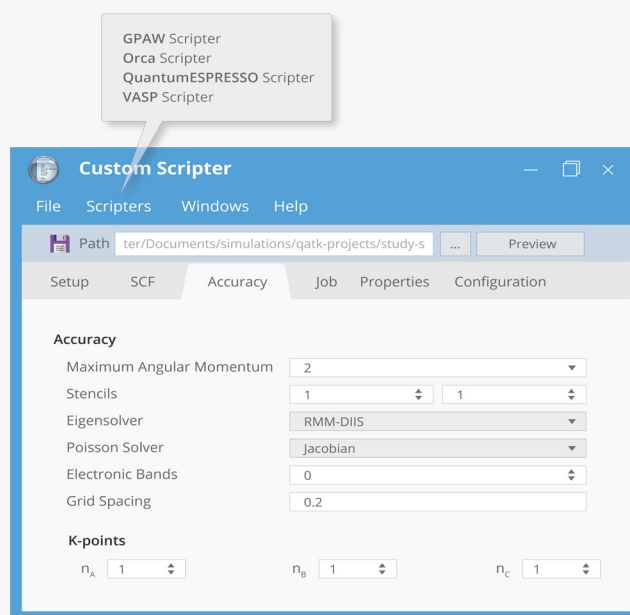 GPAW Scripter
Orca Scripter
QuantumESPRESSO Scripter
VASP Scripter
Custom Scripter
File Scripters Windows Help
Path ter/Documents/simulations/qatk-projects/study-s ... Preview
Setup SCF Accuracy Job Properties Configuration
Accuracy
Maximum Angular Momentum 2
Stencils 1 1
Eigensolver RMM-DIIS
Poisson Solver Jacobian
Electronic Bands 0
Grid Spacing 0.2
K-points
nA 1 nB 1 nC 1